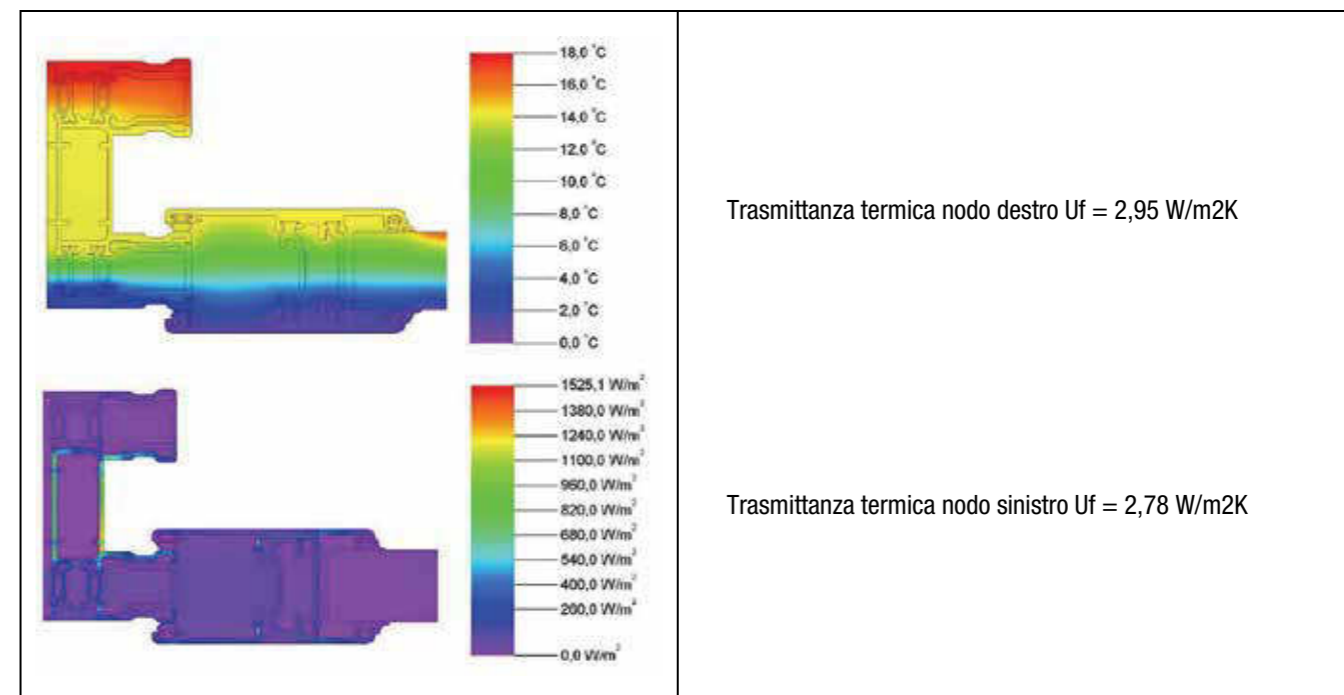 18,0 °C
16,0 °C
14,0 °C
12,0 °C
10,0 °C
8,0 °C
6,0 °C
4,0 °C
2,0 °C
0,0 °C
Trasmittanza termica nodo destro Uf = 2,95 W/m2K
1525,1 W/m²
1380,0 W/m²
1240,0 W/m²
1100,0 W/m²
960,0 W/m²
820,0 W/m²
680,0 W/m²
540,0 W/m²
400,0 W/m²
260,0 W/m²
0,0 W/m²
Trasmittanza termica nodo sinistro Uf = 2,78 W/m2K